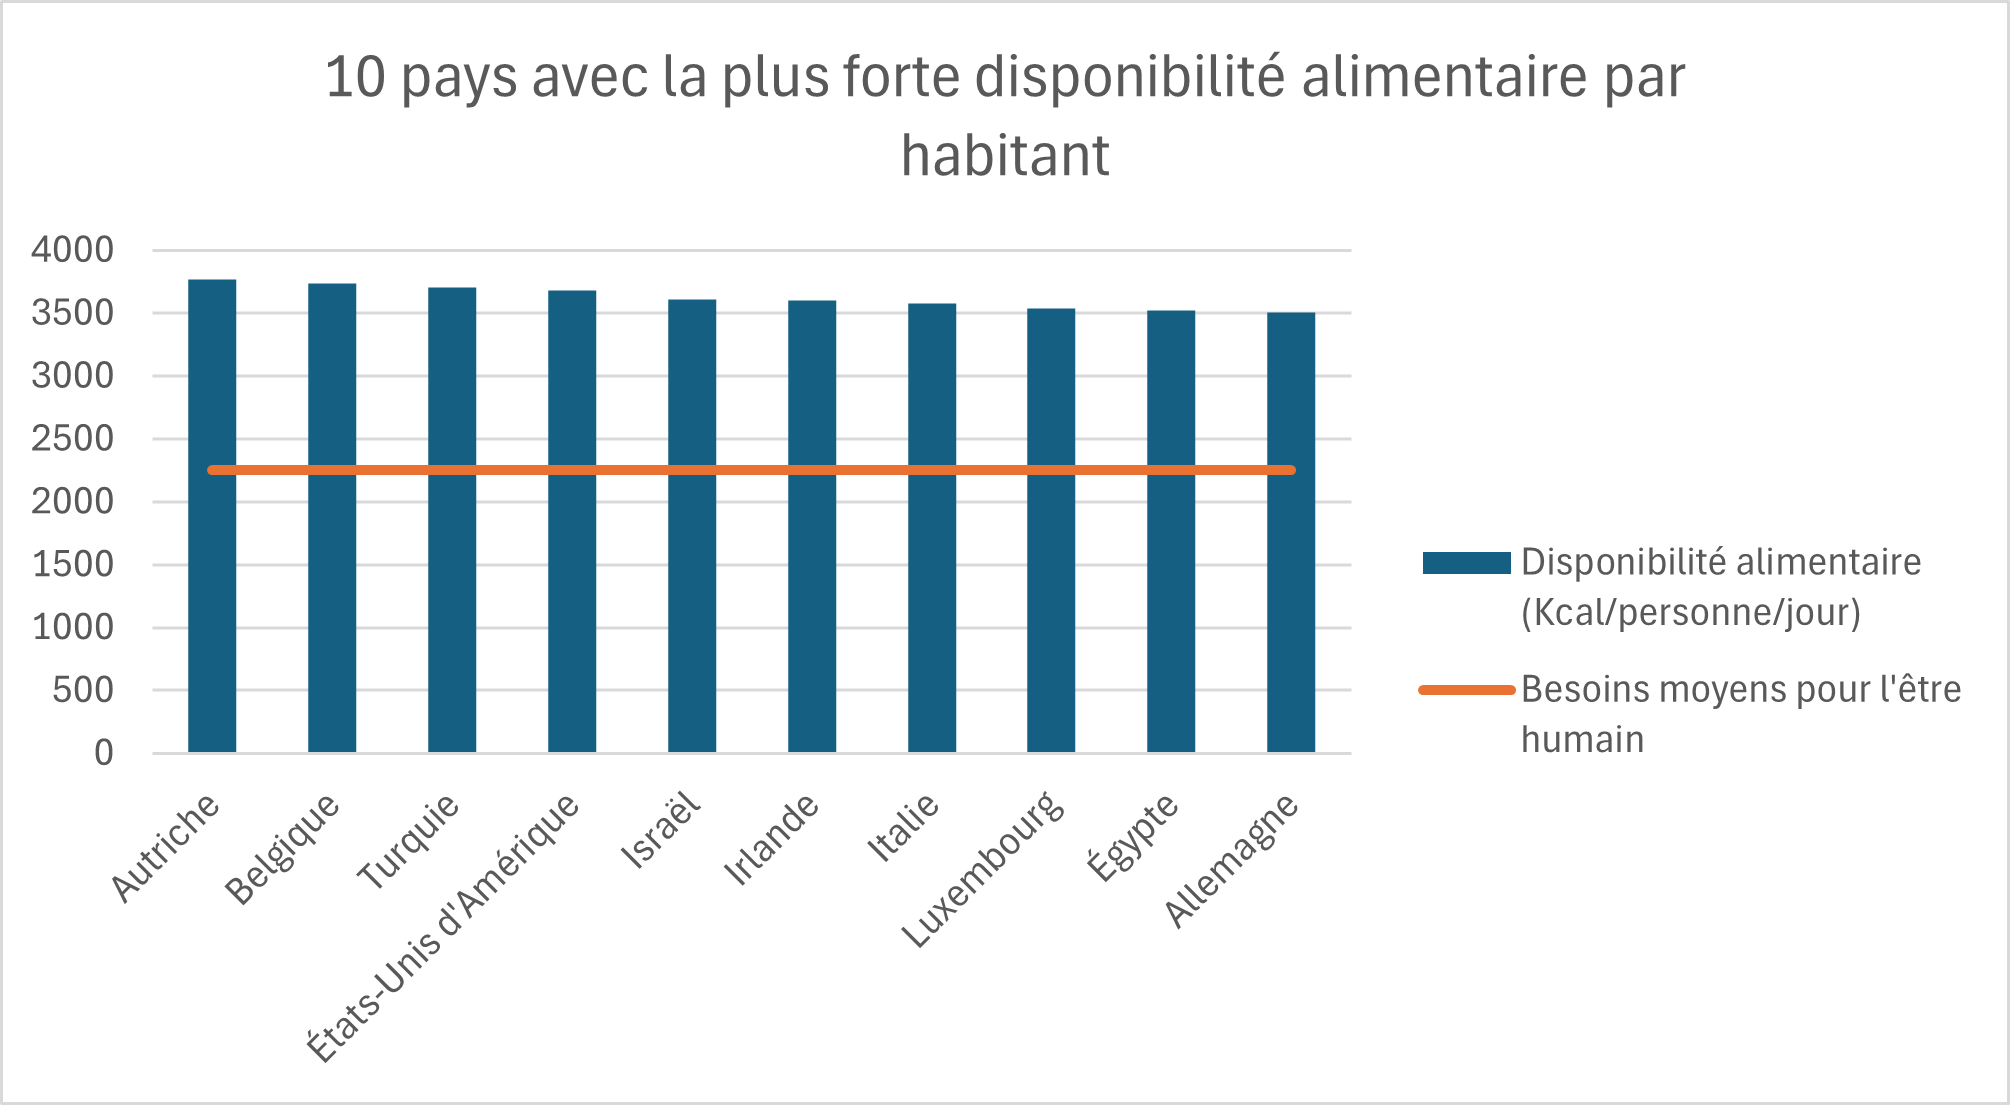 10 pays avec la plus forte disponibilité alimentaire par
habitant
4000
3500
3000
2500
2000
1500
1000
500
0
Autriche
Belgique
Turquie
États-Unis d'Amérique
Israël
Irlande
Italie
Luxembourg
Égypte
Allemagne
Disponibilité alimentaire
(Kcal/personne/jour)
Besoins moyens pour l'être
humain